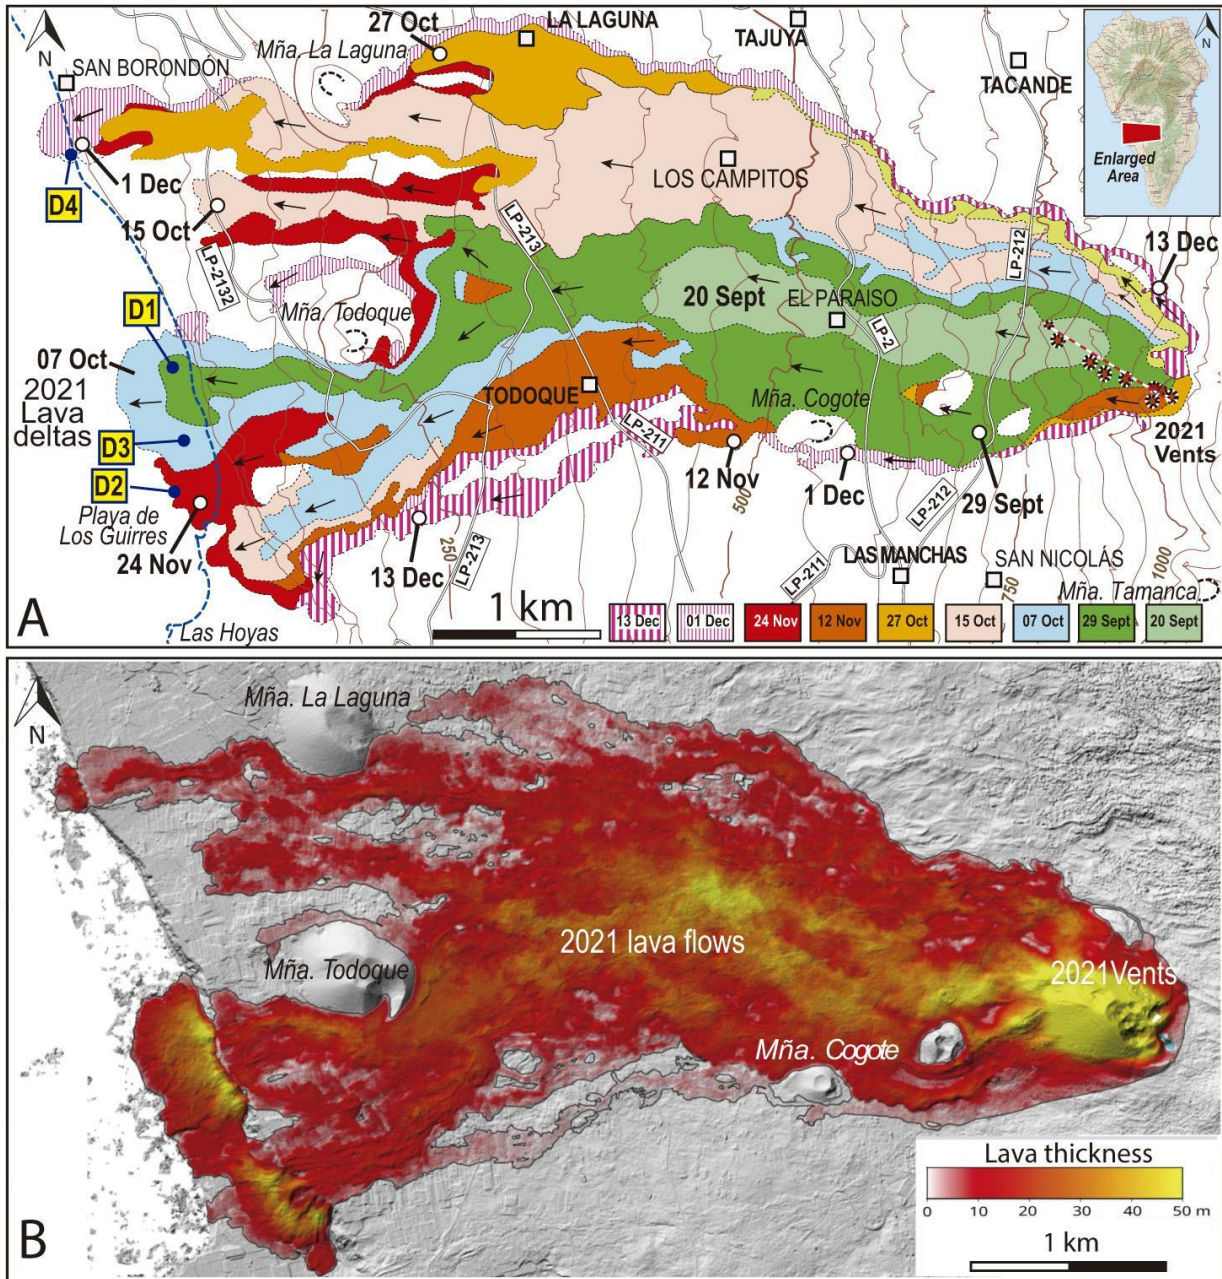 27 Oct
LA LAGUNA
TAJUYA
N
Mña. La Laguna
SAN BORONDÓN
TACANDE
N
Enlarged
Area
1 Dec
D4
LOS CAMPITOS
15 Oct
LP-213
LP-2132
LP-212
13 Dec
20 Sept
EL PARAISO
D1
Mña. Todoque
LP-2
07 Oct
2021
Lava
deltas
TODOQUE
Mña. Cogote
D3
LP-211
2021
Vents
D2
12 Nov
1 Dec
29 Sept
500
Playa de
Los Guirres
LP-212
24 Nov
13 Dec
250
LP-213
LAS MANCHAS
SAN NICOLÁS
LP-211
750
1000
Mña. Tamanca
1 km
Las Hoyas
A
13 Dec
01 Dec
24 Nov
12 Nov
27 Oct
15 Oct
07 Oct
29 Sept
20 Sept
Mña. La Laguna
N
2021 lava flows
Mña. Todoque
2021Vents
Mña. Cogote
Lava thickness
0 10 20 30 40 50 m
1 km
B